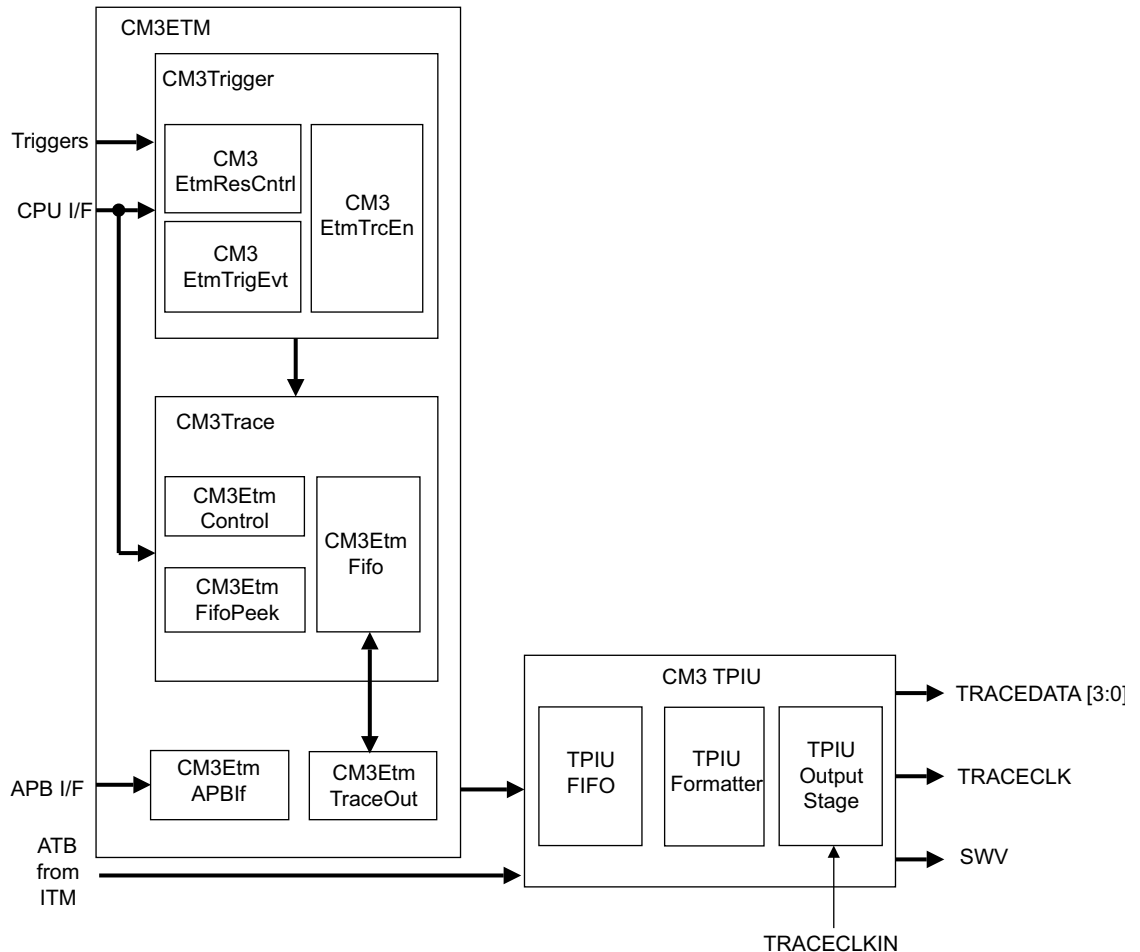 CM3ETM
CM3Trigger
Triggers
CM3
EtmResCntrl
CM3
EtmTrcEn
CPU I/F
CM3
EtmTrigEvt
CM3Trace
CM3Etm
Control
CM3Etm
Fifo
CM3Etm
FifoPeek
CM3 TPIU
TRACEDATA [3:0]
TPIU
FIFO
TPIU
Formatter
TPIU
Output
Stage
TRACECLK
APB I/F
CM3Etm
APBIf
CM3Etm
TraceOut
ATB
from
ITM
SWV
TRACECLKIN